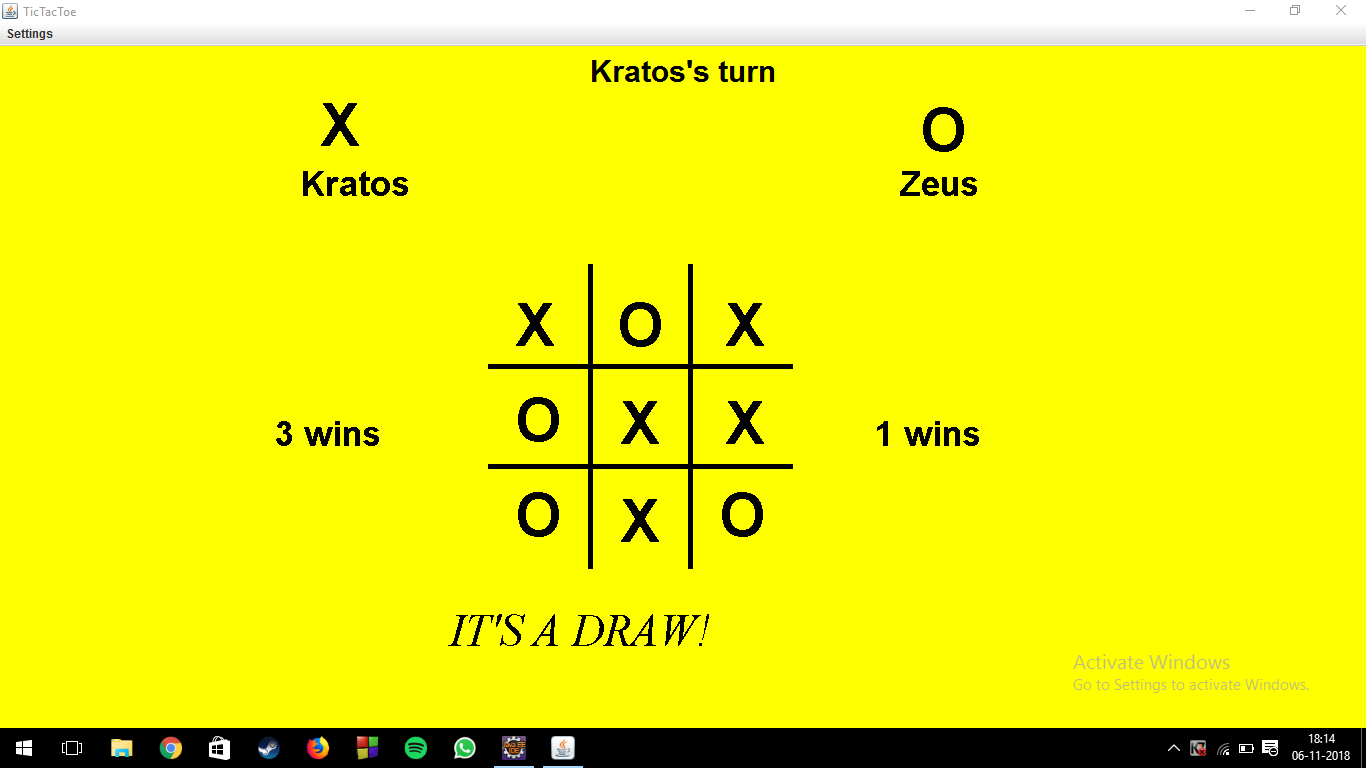 TicTacToe
Settings
Kratos's turn
X
O
Kratos
Zeus
X O X
O X X
O X O
3 wins
1 wins
IT'S A DRAW!
Activate Windows
Go to Settings to activate Windows.
18:14
06-11-2018